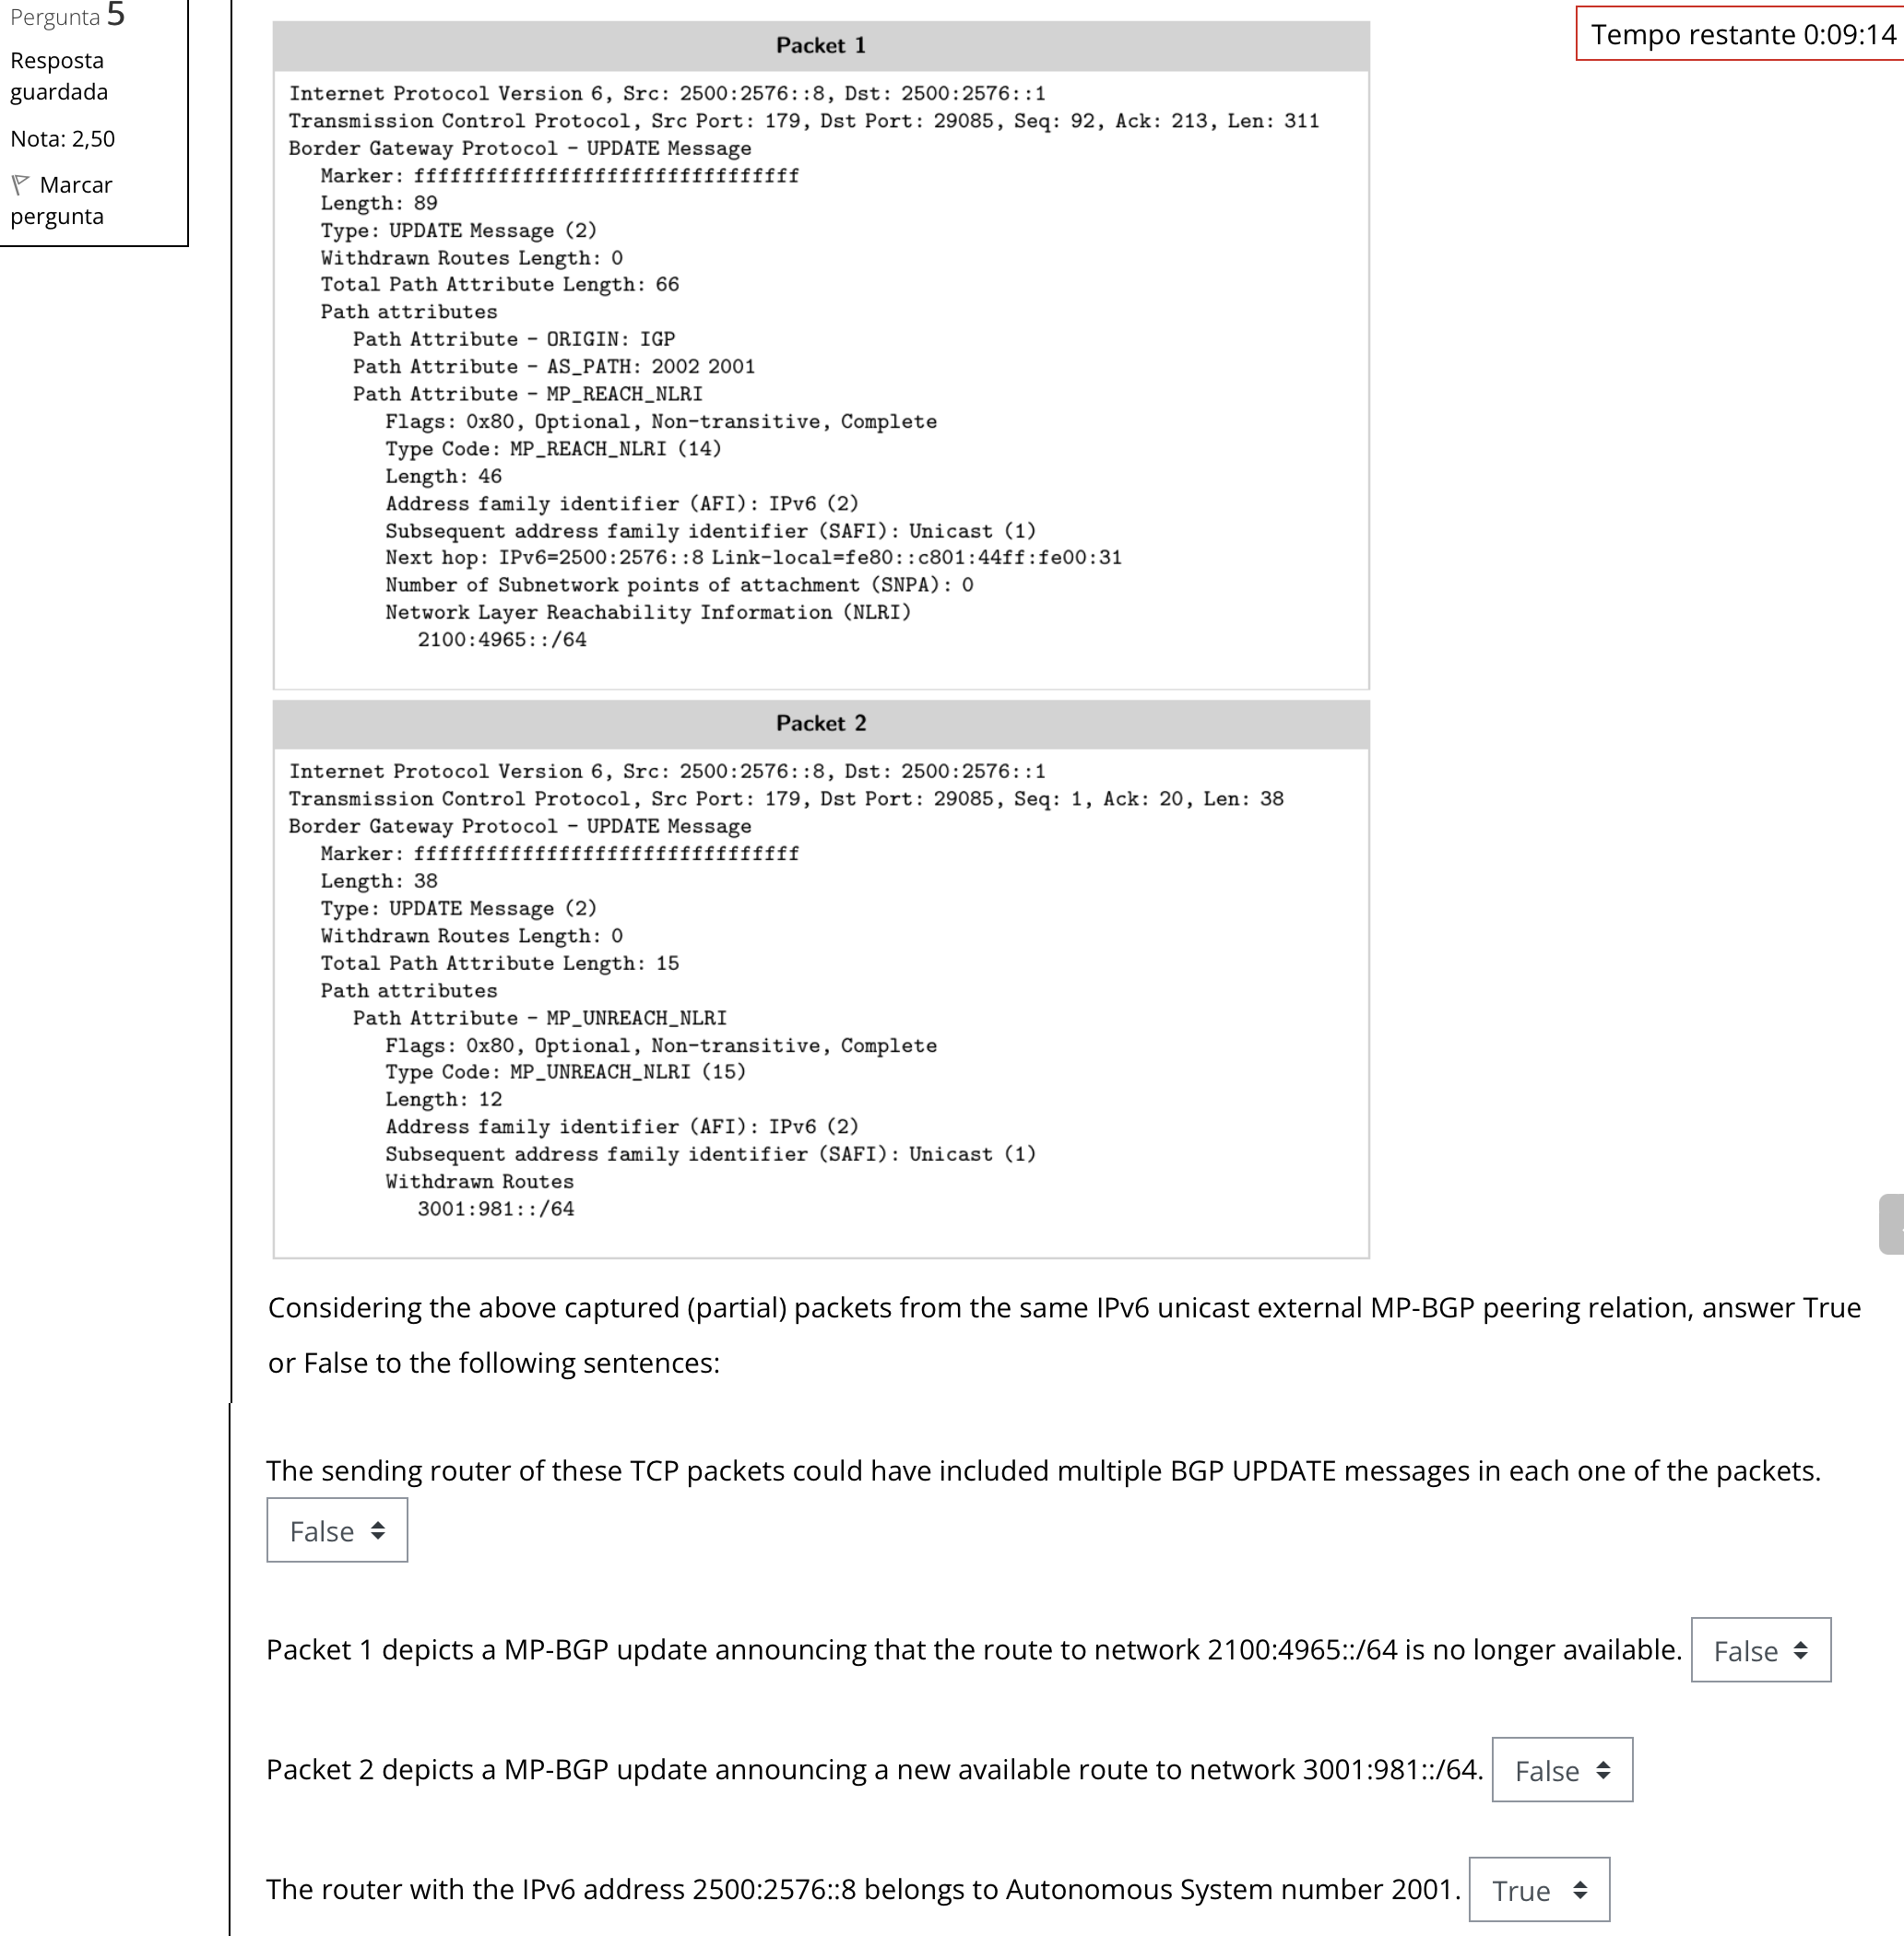 Pergunta 5
Resposta
guardada
Nota: 2,50
Marcar
pergunta
Tempo restante 0:09:14
Packet 1
Internet Protocol Version 6, Src: 2500:2576::8, Dst: 2500:2576::1
Transmission Control Protocol, Src Port: 179, Dst Port: 29085, Seq: 92, Ack: 213, Len: 311
Border Gateway Protocol - UPDATE Message
Marker: ffffffffffffffffffffffffffffffff
Length: 89
Type: UPDATE Message (2)
Withdrawn Routes Length: 0
Total Path Attribute Length: 66
Path attributes
Path Attribute - ORIGIN: IGP
Path Attribute - AS_PATH: 2002 2001
Path Attribute - MP_REACH_NLRI
Flags: 0x80, Optional, Non-transitive, Complete
Type Code: MP_REACH_NLRI (14)
Length: 46
Address family identifier (AFI): IPv6 (2)
Subsequent address family identifier (SAFI): Unicast (1)
Next hop: IPv6=2500:2576::8 Link-local=fe80::c801:44ff:fe00:31
Number of Subnetwork points of attachment (SNPA): 0
Network Layer Reachability Information (NLRI)
2100:4965::/64
Packet 2
Internet Protocol Version 6, Src: 2500:2576::8, Dst: 2500:2576::1
Transmission Control Protocol, Src Port: 179, Dst Port: 29085, Seq: 1, Ack: 20, Len: 38
Border Gateway Protocol - UPDATE Message
Marker: ffffffffffffffffffffffffffffffff
Length: 38
Type: UPDATE Message (2)
Withdrawn Routes Length: 0
Total Path Attribute Length: 15
Path attributes
Path Attribute - MP_UNREACH_NLRI
Flags: 0x80, Optional, Non-transitive, Complete
Type Code: MP_UNREACH_NLRI (15)
Length: 12
Address family identifier (AFI): IPv6 (2)
Subsequent address family identifier (SAFI): Unicast (1)
Withdrawn Routes
3001:981::/64
Considering the above captured (partial) packets from the same IPv6 unicast external MP-BGP peering relation, answer True
or False to the following sentences:
The sending router of these TCP packets could have included multiple BGP UPDATE messages in each one of the packets.
False
Packet 1 depicts a MP-BGP update announcing that the route to network 2100:4965::/64 is no longer available. False
Packet 2 depicts a MP-BGP update announcing a new available route to network 3001:981::/64. False
The router with the IPv6 address 2500:2576::8 belongs to Autonomous System number 2001. True